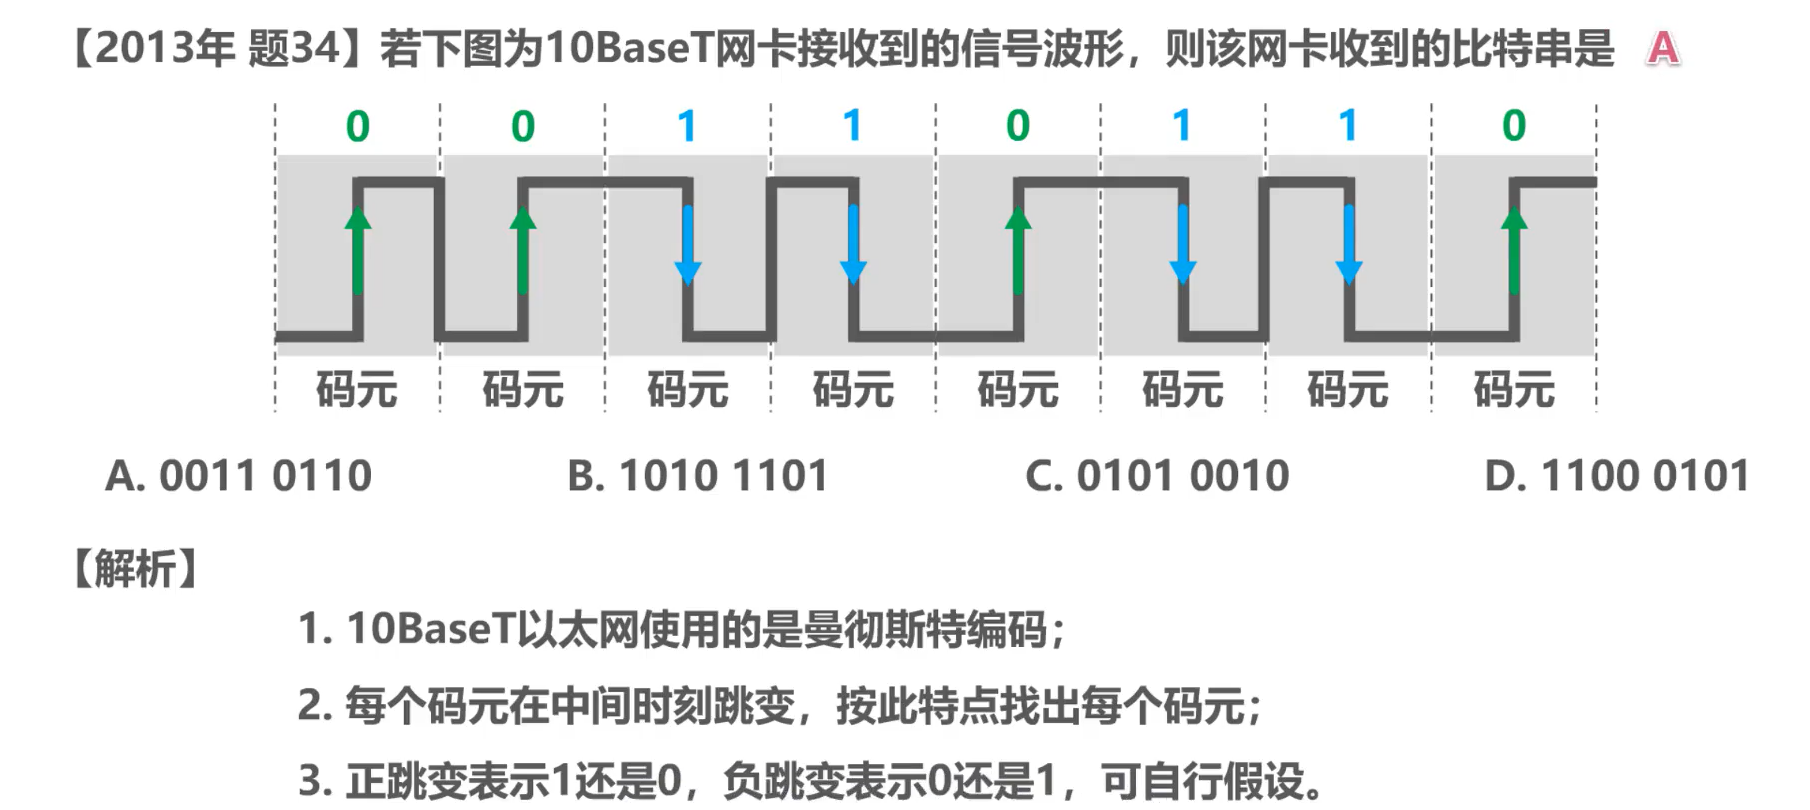 【2013年 题34】若下图为10BaseT网卡接收到的信号波形，则该网卡收到的比特串是 A
0 0 1 1 0 1 1 0
码元 码元 码元 码元 码元 码元 码元 码元
A. 0011 0110 B. 1010 1101 C. 0101 0010 D. 1100 0101
【解析】
1. 10BaseT以太网使用的是曼彻斯特编码；
2. 每个码元在中间时刻跳变，按此特点找出每个码元；
3. 正跳变表示1还是0，负跳变表示0还是1，可自行假设。